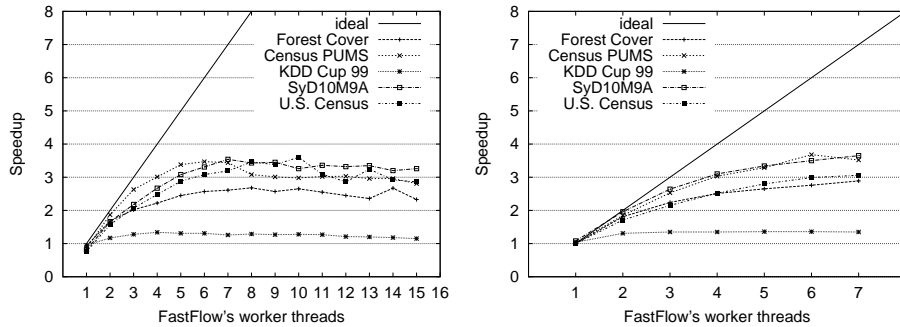 8
7
6
5
4
3
2
1
0
Speedup
ideal
Forest Cover
Census PUMS
KDD Cup 99
SyD10M9A
U.S. Census
1 2 3 4 5 6 7 8 9 10 11 12 13 14 15 16
FastFlow's worker threads
8
7
6
5
4
3
2
1
0
Speedup
ideal
Forest Cover
Census PUMS
KDD Cup 99
SyD10M9A
U.S. Census
1 2 3 4 5 6 7
FastFlow's worker threads